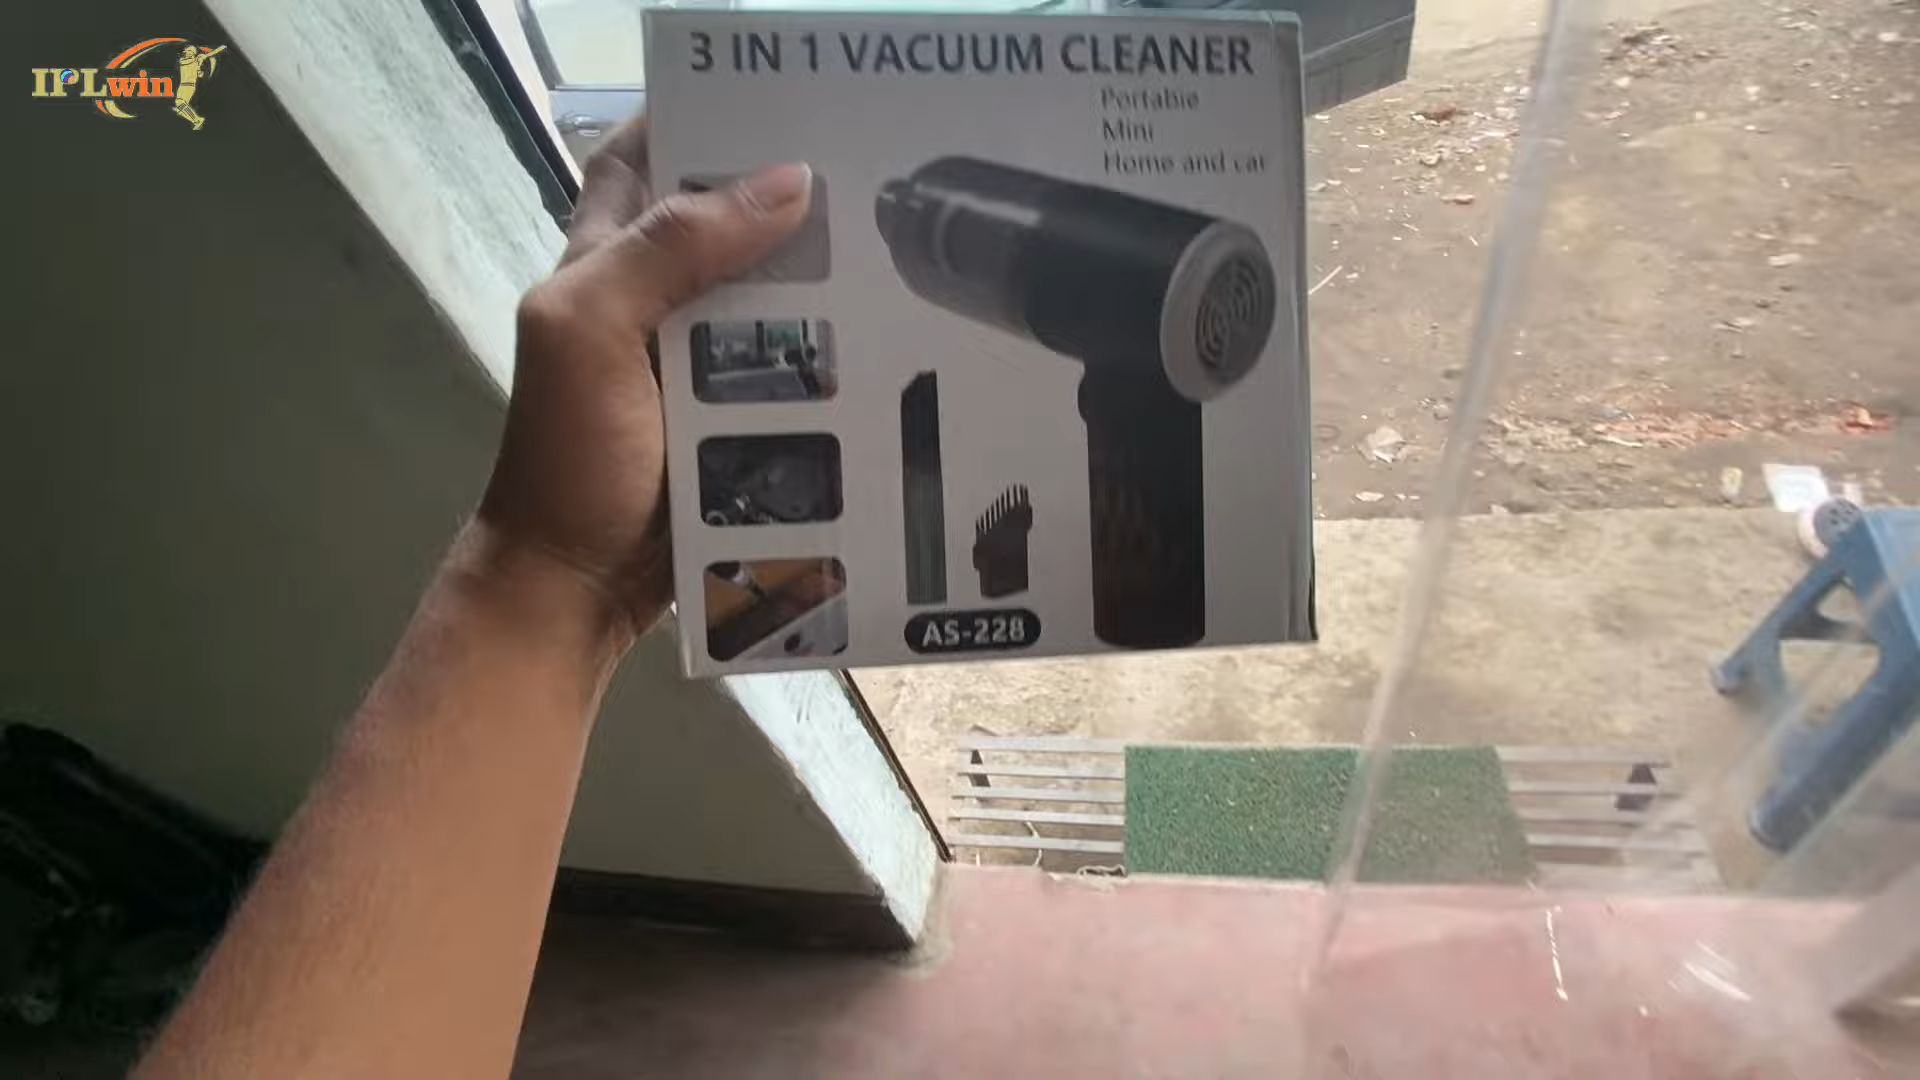 IPLwin
3 IN 1 VACUUM CLEANER
Portable
Mini
Home and car
AS-228